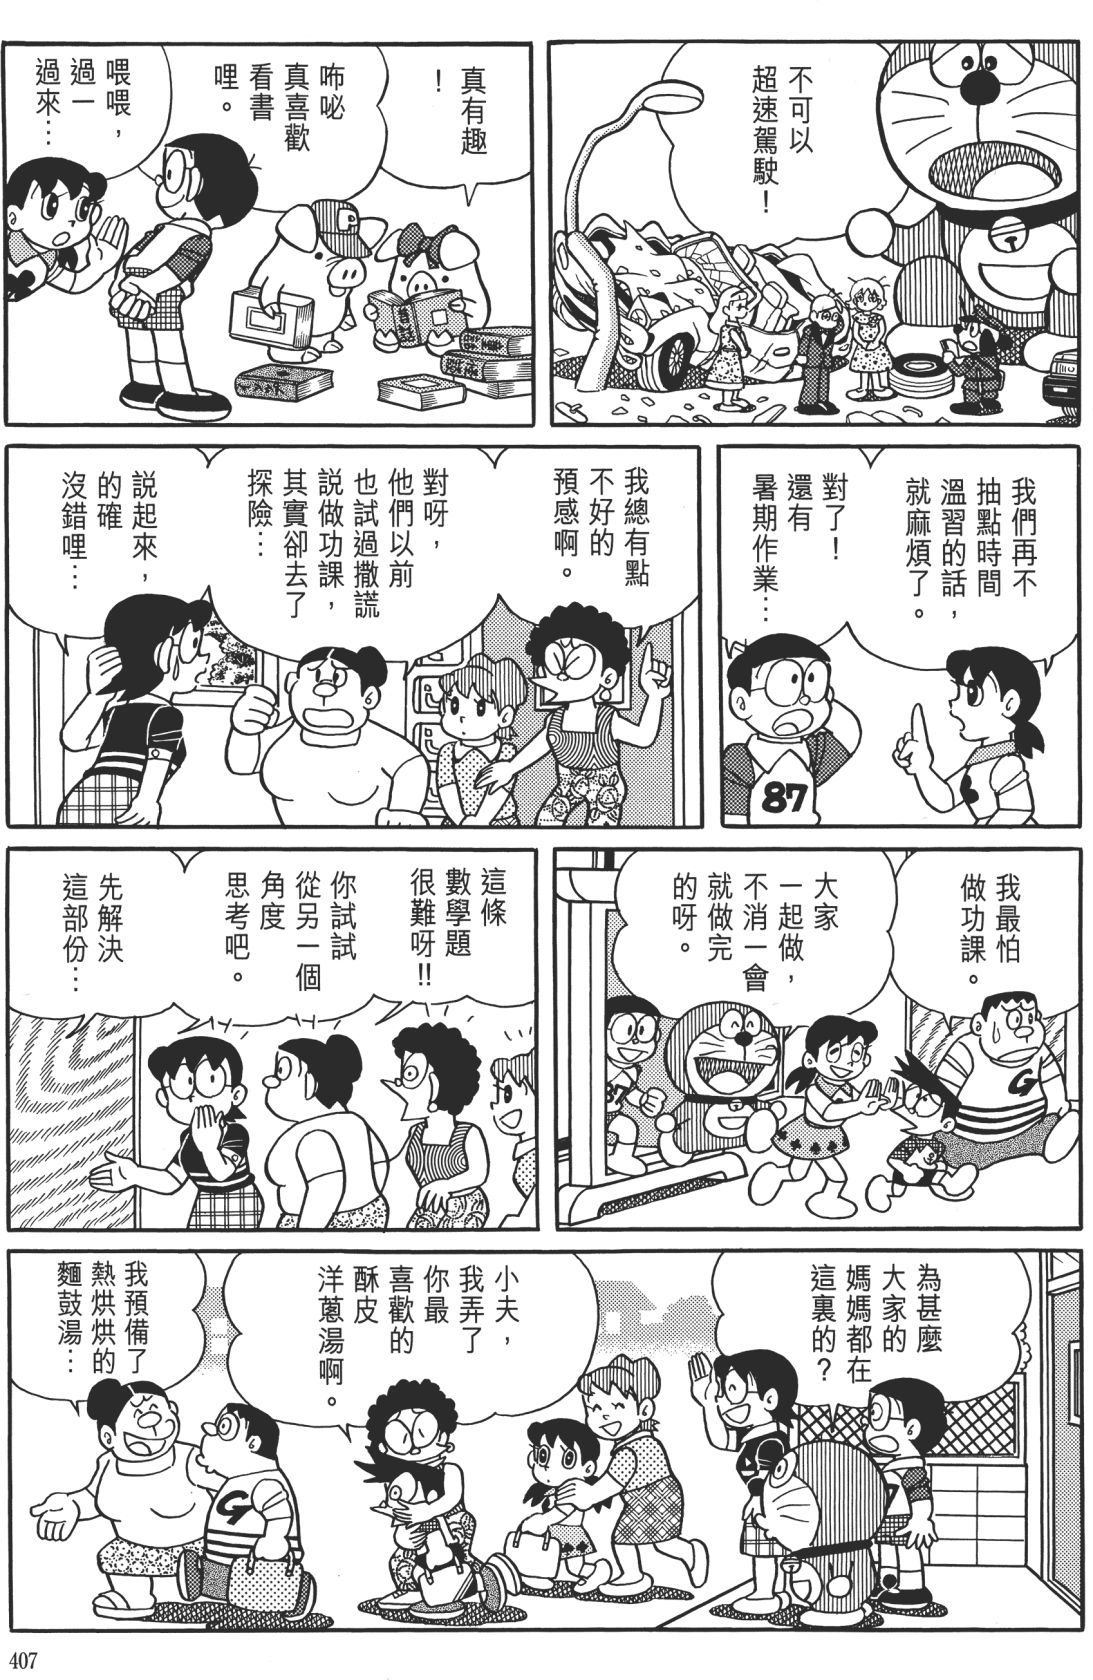 不可以
超速駕駛！
真有趣
！
咘咇
真喜歡
看書
哩。
喂喂，
過一
過來…
我們再不
抽點時間
溫習的話，
就麻煩了。
對了！
還有
暑期作業…
87
我總有點
不好的
預感啊。
對呀，
他們以前
也試過撒謊
說做功課，
其實卻去了
探險…
說起來，
的確
沒錯哩…
我最怕
做功課。
大家
一起做，
不消一會
就做完
的呀。
G
87
這條
數學題
很難呀!!
你試試
從另一個
角度
思考吧。
先解決
這部份…
為甚麼
大家的
媽媽都在
這裏的？
小夫，
我弄了
你最
喜歡的
酥皮
洋蔥湯啊。
我預備了
熱烘烘的
麵鼓湯…
G
407